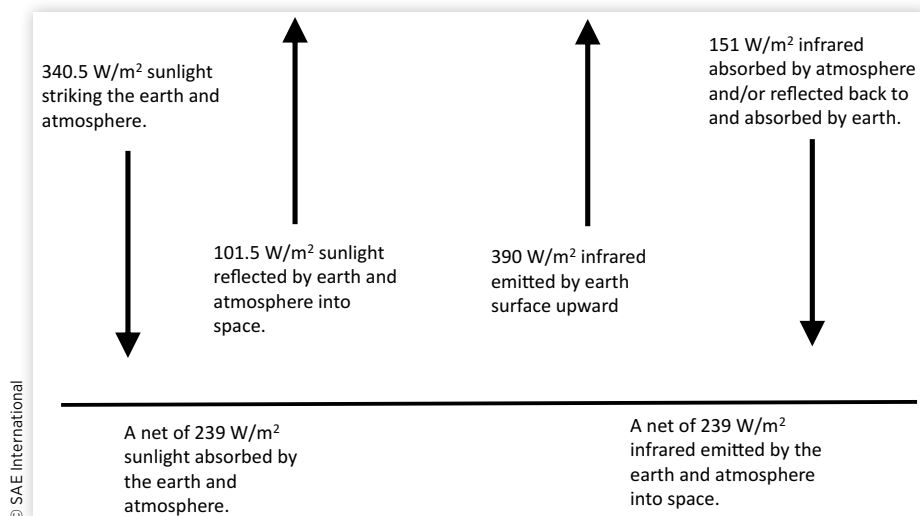 340.5 W/m² sunlight
striking the earth and
atmosphere.
101.5 W/m² sunlight
reflected by earth and
atmosphere into
space.
390 W/m² infrared
emitted by earth
surface upward
151 W/m² infrared
absorbed by atmosphere
and/or reflected back to
and absorbed by earth.
A net of 239 W/m²
sunlight absorbed by
the earth and
atmosphere.
A net of 239 W/m²
infrared emitted by the
earth and atmosphere
into space.
© SAE International